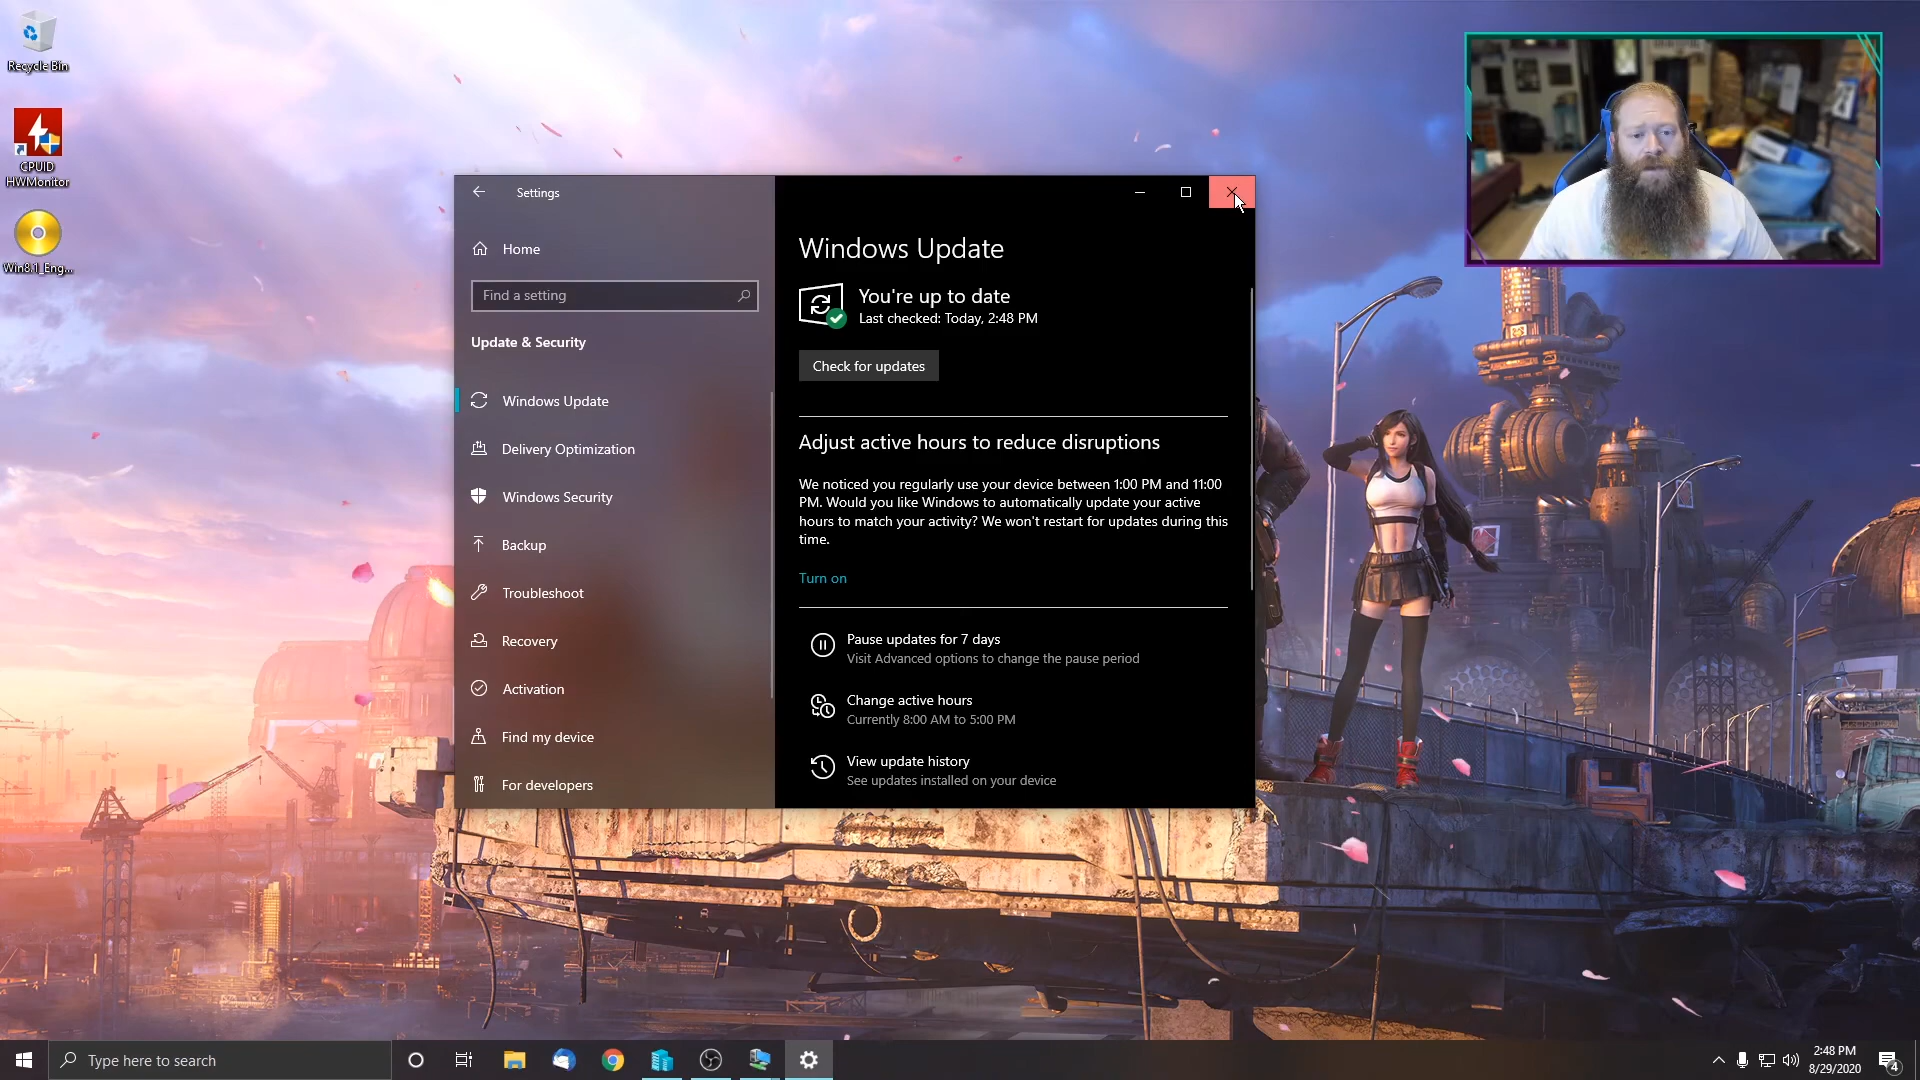 Recycle Bin
CPUID
HWMonitor
Win8.1_Eng...
Settings
Home
Find a setting
Update & Security
Windows Update
Delivery Optimization
Windows Security
Backup
Troubleshoot
Recovery
Activation
Find my device
For developers
Windows Update
You're up to date
Last checked: Today, 2:48 PM
Check for updates
Adjust active hours to reduce disruptions
We noticed you regularly use your device between 1:00 PM and 11:00
PM. Would you like Windows to automatically update your active
hours to match your activity? We won't restart for updates during this
time.
Turn on
Pause updates for 7 days
Visit Advanced options to change the pause period
Change active hours
Currently 8:00 AM to 5:00 PM
View update history
See updates installed on your device
Type here to search
2:48 PM
8/29/2020
4